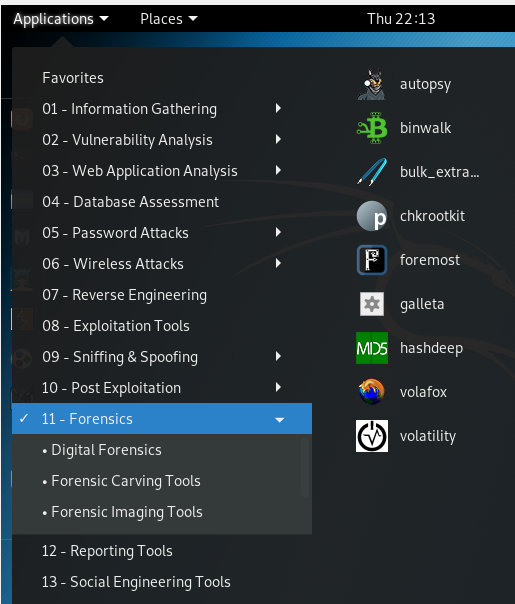 Applications Places Thu 22:13
Favorites
01 - Information Gathering
02 - Vulnerability Analysis
03 - Web Application Analysis
04 - Database Assessment
05 - Password Attacks
06 - Wireless Attacks
07 - Reverse Engineering
08 - Exploitation Tools
09 - Sniffing & Spoofing
10 - Post Exploitation
✓ 11 - Forensics
• Digital Forensics
• Forensic Carving Tools
• Forensic Imaging Tools
12 - Reporting Tools
13 - Social Engineering Tools
autopsy
binwalk
bulk_extra...
p chkrootkit
F foremost
galleta
MD5 hashdeep
volafox
volatility